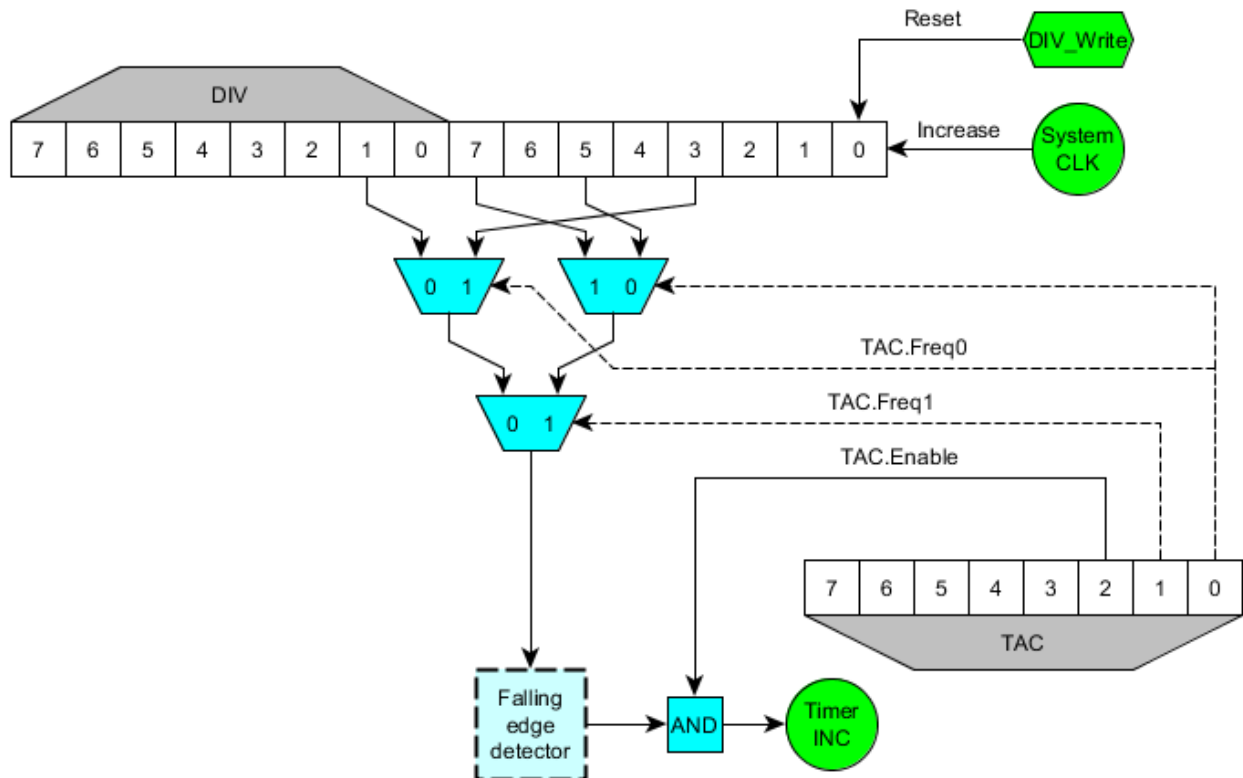 Reset
DIV_Write
DIV
7 6 5 4 3 2 1 0 7 6 5 4 3 2 1 0
Increase
System
CLK
0 1
1 0
TAC.Freq0
TAC.Freq1
0 1
TAC.Enable
7 6 5 4 3 2 1 0
TAC
Falling
edge
detector
AND
Timer
INC